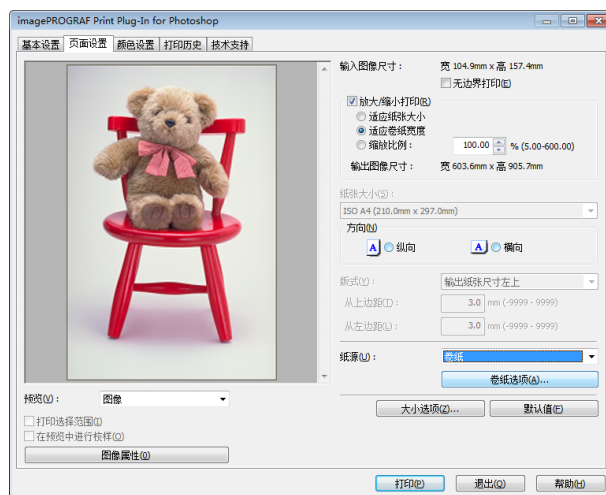 imagePROGRAF Print Plug-In for Photoshop
基本设置 页面设置 颜色设置 打印历史 技术支持
输入图像尺寸： 宽 104.9mm x 高 157.4mm
无边界打印(E)
放大/缩小打印(R)
适应纸张大小
适应卷纸宽度
缩放比例： 100.00 % (5.00-600.00)
输出图像尺寸： 宽 603.6mm x 高 905.7mm
纸张大小(S)：
ISO A4 (210.0mm x 297.0mm)
方向(N)
A 纵向 A 横向
版式(Y)： 输出纸张尺寸左上
从上边距(T)： 3.0 mm (-9999 - 9999)
从左边距(L)： 3.0 mm (-9999 - 9999)
纸源(U)： 卷纸
卷纸选项(A)...
大小选项(Z)... 默认值(F)
预览(V)： 图像
打印选择范围(I)
在预览中进行校样(O)
图像属性(0)
打印(P) 退出(Q) 帮助(H)